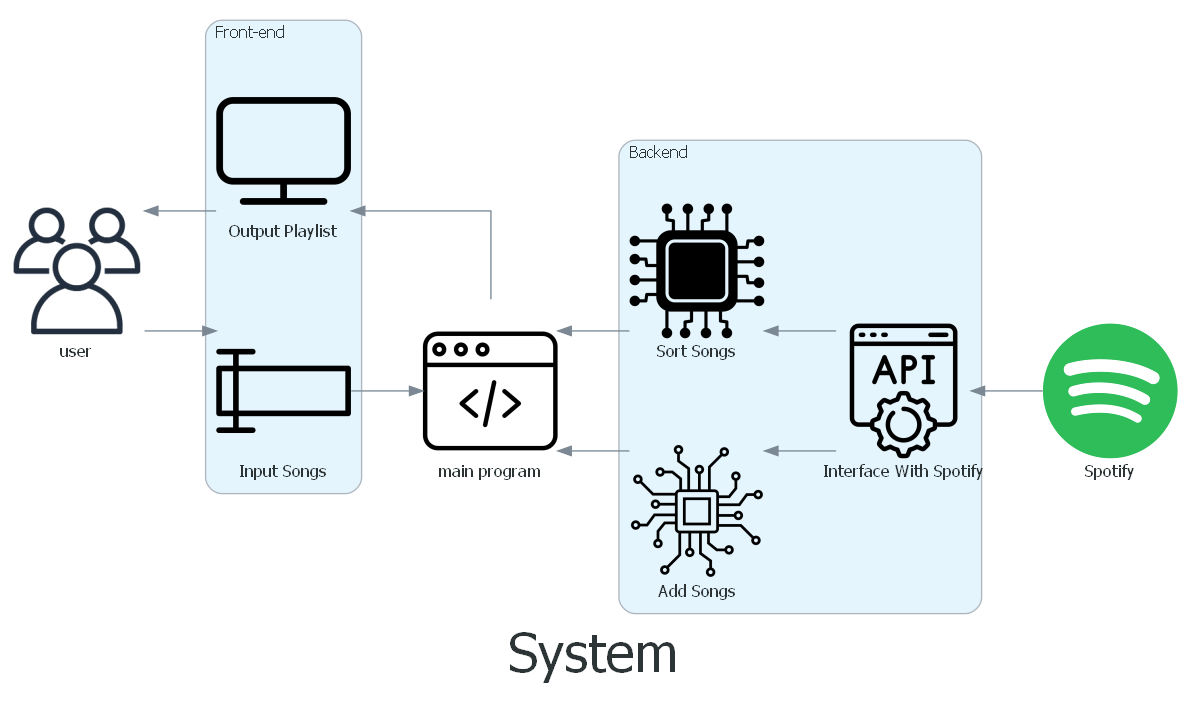 Front-end
Output Playlist
user
Input Songs
</>
main program
Backend
Sort Songs
Add Songs
API
Interface With Spotify
Spotify
System